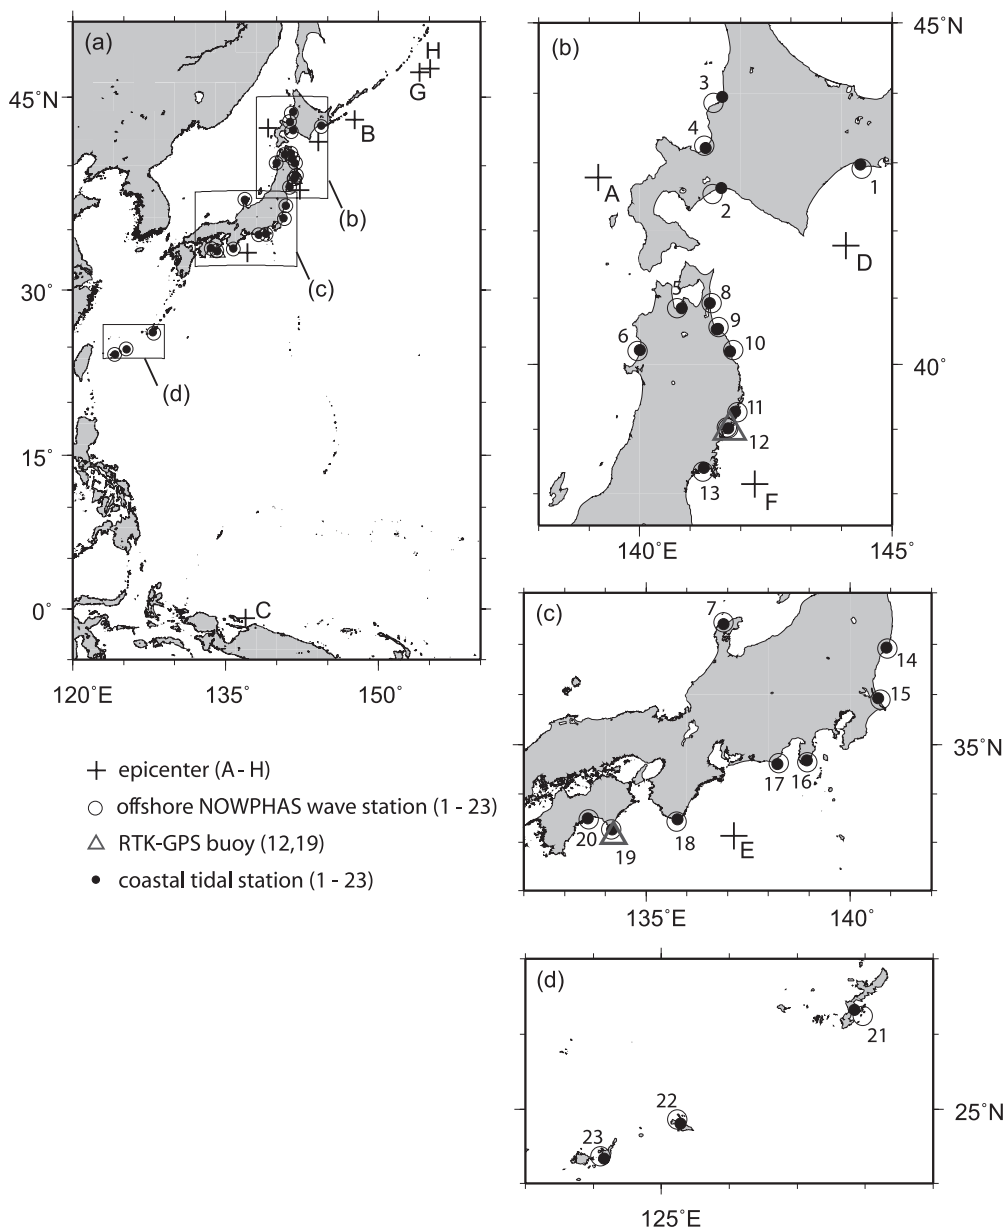 (a)
H
G
45˚N
B
(b)
30˚N
(c)
(d)
15˚N
0˚
C
120˚E
135˚
150˚
epicenter (A - H)
offshore NOWPHAS wave station (1 - 23)
RTK-GPS buoy (12,19)
coastal tidal station (1 - 23)
(b)
45˚N
3
4
A
1
2
D
5
8
9
6
10
40˚N
11
12
13
F
140˚E
145˚
(c)
7
14
15
35˚N
17
16
20
19
18
E
135˚E
140˚
(d)
21
22
25˚N
23
125˚E